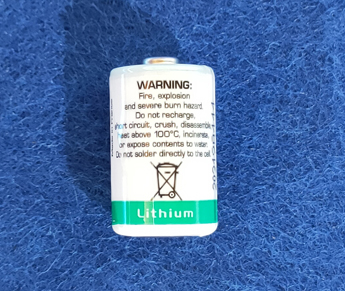 WARNING:
Fire, explosion
and severe burn hazard.
Do not recharge,
short circuit, crush, disassemble,
heat above 100°C, incinerate,
or expose contents to water.
Do not solder directly to the cell.
Lithium